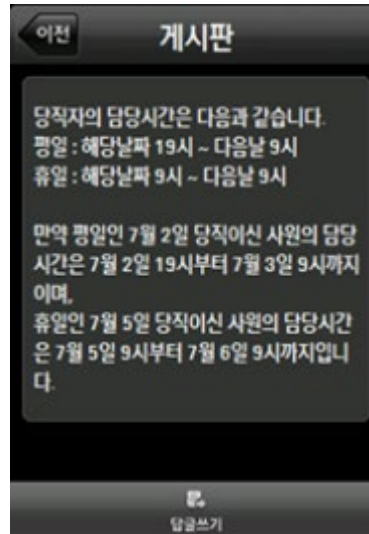 이전
게시판
당직자의 담당시간은 다음과 같습니다.
평일 : 해당날짜 19시 ~ 다음날 9시
휴일 : 해당날짜 9시 ~ 다음날 9시
만약 평일인 7월 2일 당직이신 사원의 담당
시간은 7월 2일 19시부터 7월 3일 9시까지
이며,
휴일인 7월 5일 당직이신 사원의 담당시간
은 7월 5일 9시부터 7월 6일 9시까지입니
다.
답글쓰기